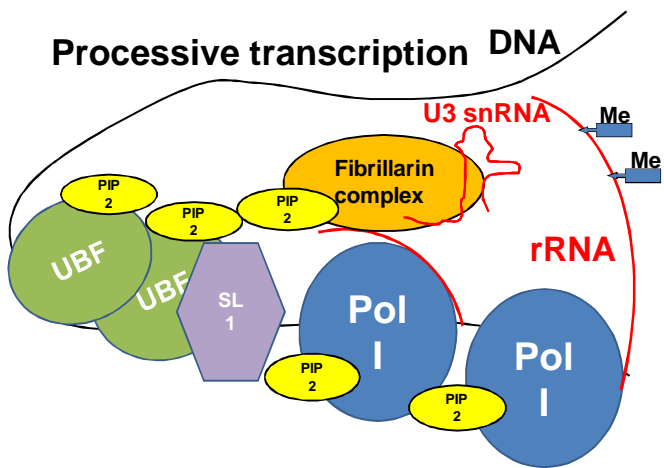 Processive transcription
DNA
U3 snRNA
Me
Me
Fibrillarin
complex
PIP
2
PIP
2
PIP
2
UBF
UBF
rRNA
SL
1
Pol
I
Pol
I
PIP
2
PIP
2